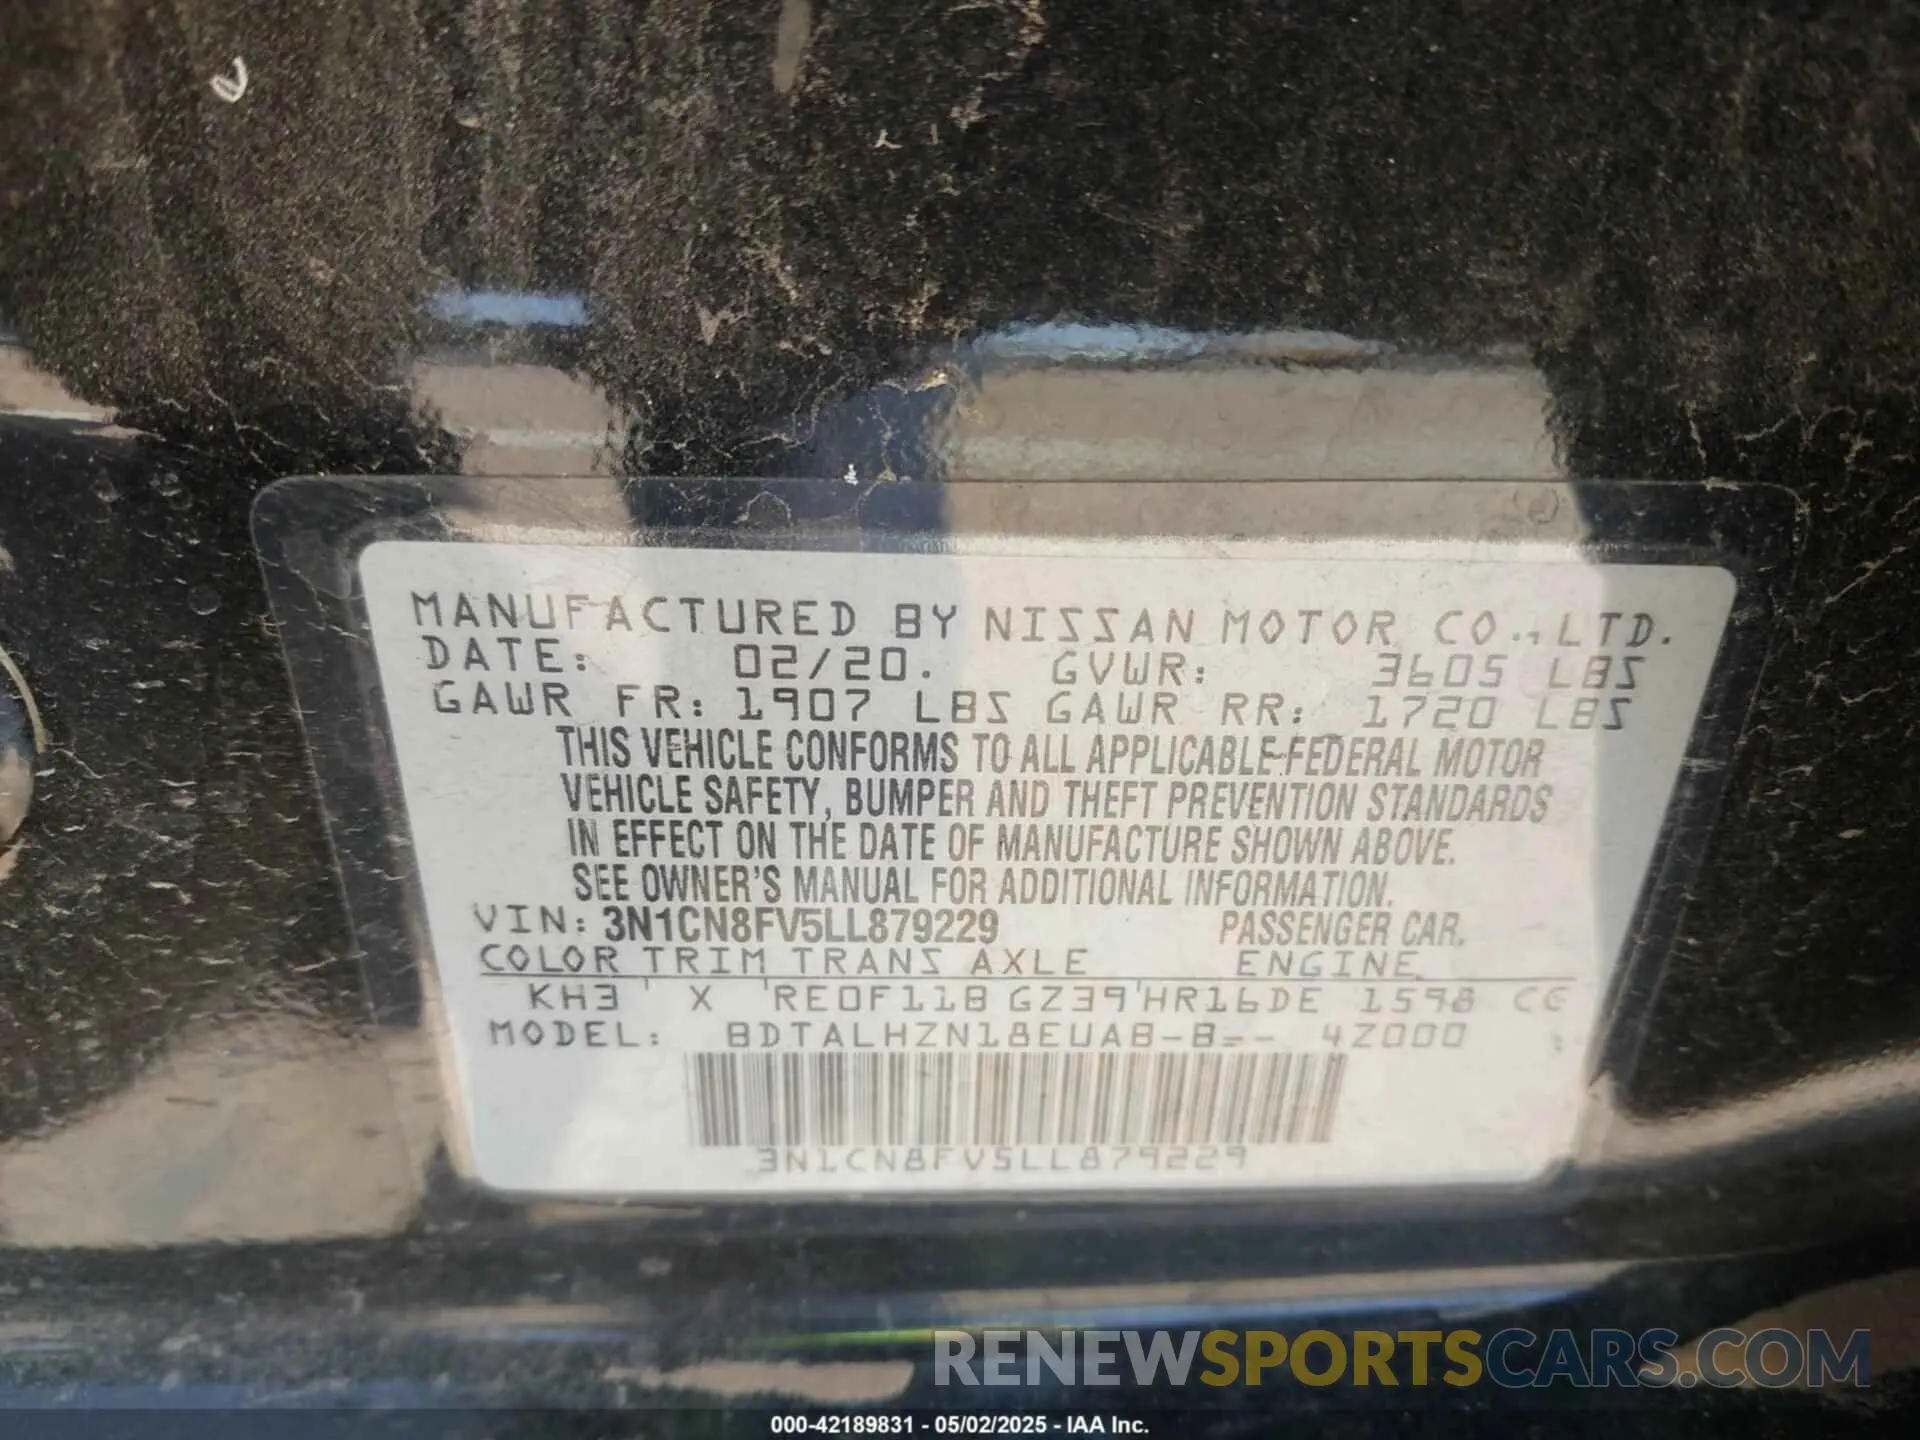 MANUFACTURED BY NISSAN MOTOR CO., LTD.
DATE: 02/20. GVWR: 3605 LBS
GAWR FR: 1907 LBS GAWR RR: 1720 LBS
THIS VEHICLE CONFORMS TO ALL APPLICABLE FEDERAL MOTOR
VEHICLE SAFETY, BUMPER AND THEFT PREVENTION STANDARDS
IN EFFECT ON THE DATE OF MANUFACTURE SHOWN ABOVE.
SEE OWNER'S MANUAL FOR ADDITIONAL INFORMATION.
VIN: 3N1CN8FV5LL879229 PASSENGER CAR.
COLOR TRIM TRANS AXLE ENGINE
KH3 X RE0F11B GZ39 HR16DE 1598 CC
MODEL: BDTALHZN18EUAB-B-- 4Z000
3N1CN8FV5LL879229
RENEWSPORTSCARS.COM
000-42189831 - 05/02/2025 - IAA Inc.